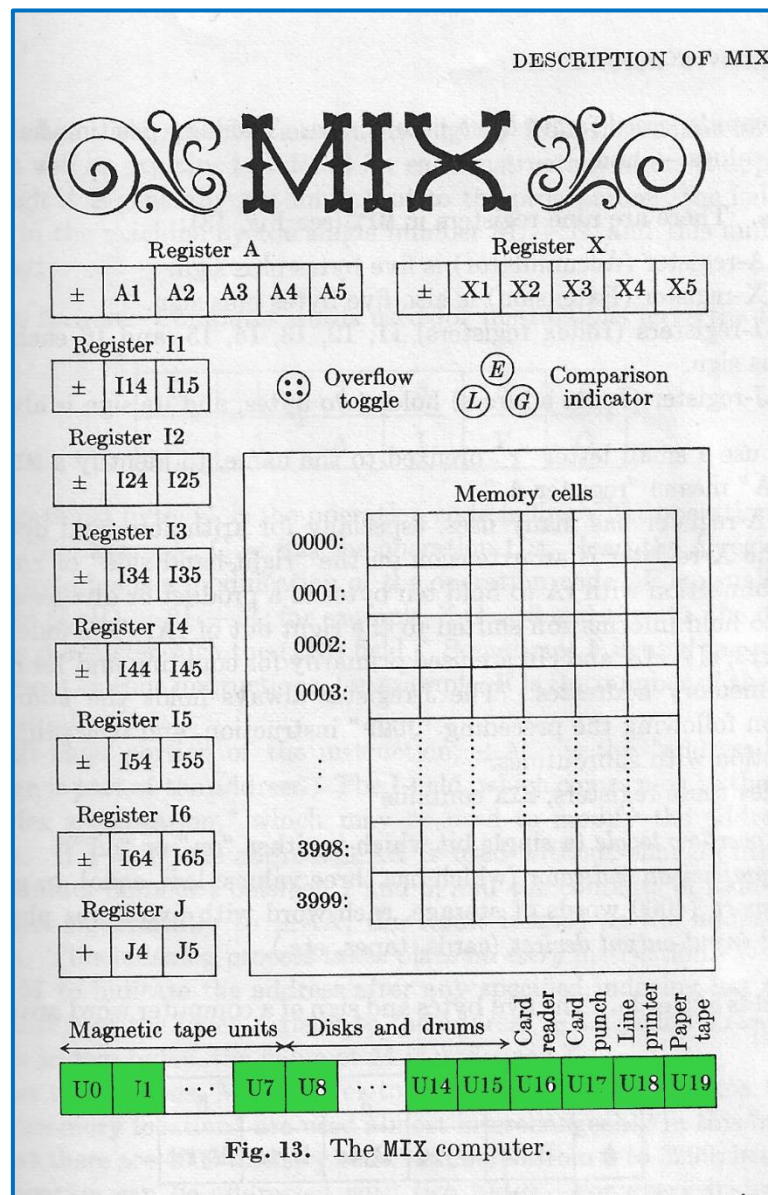 DESCRIPTION OF MIX
MIX
Register A
± A1 A2 A3 A4 A5
Register X
± X1 X2 X3 X4 X5
Register I1
± I14 I15
Overflow
toggle
E
L G
Comparison
indicator
Register I2
± I24 I25
Register I3
± I34 I35
Register I4
± I44 I45
Register I5
± I54 I55
Register I6
± I64 I65
Register J
+ J4 J5
Memory cells
0000:
0001:
0002:
0003:
3998:
3999:
Magnetic tape units
Disks and drums
Card
reader
Card
punch
Line
printer
Paper
tape
U0 U1 ···· U7 U8 ···· U14 U15 U16 U17 U18 U19
Fig. 13. The MIX computer.